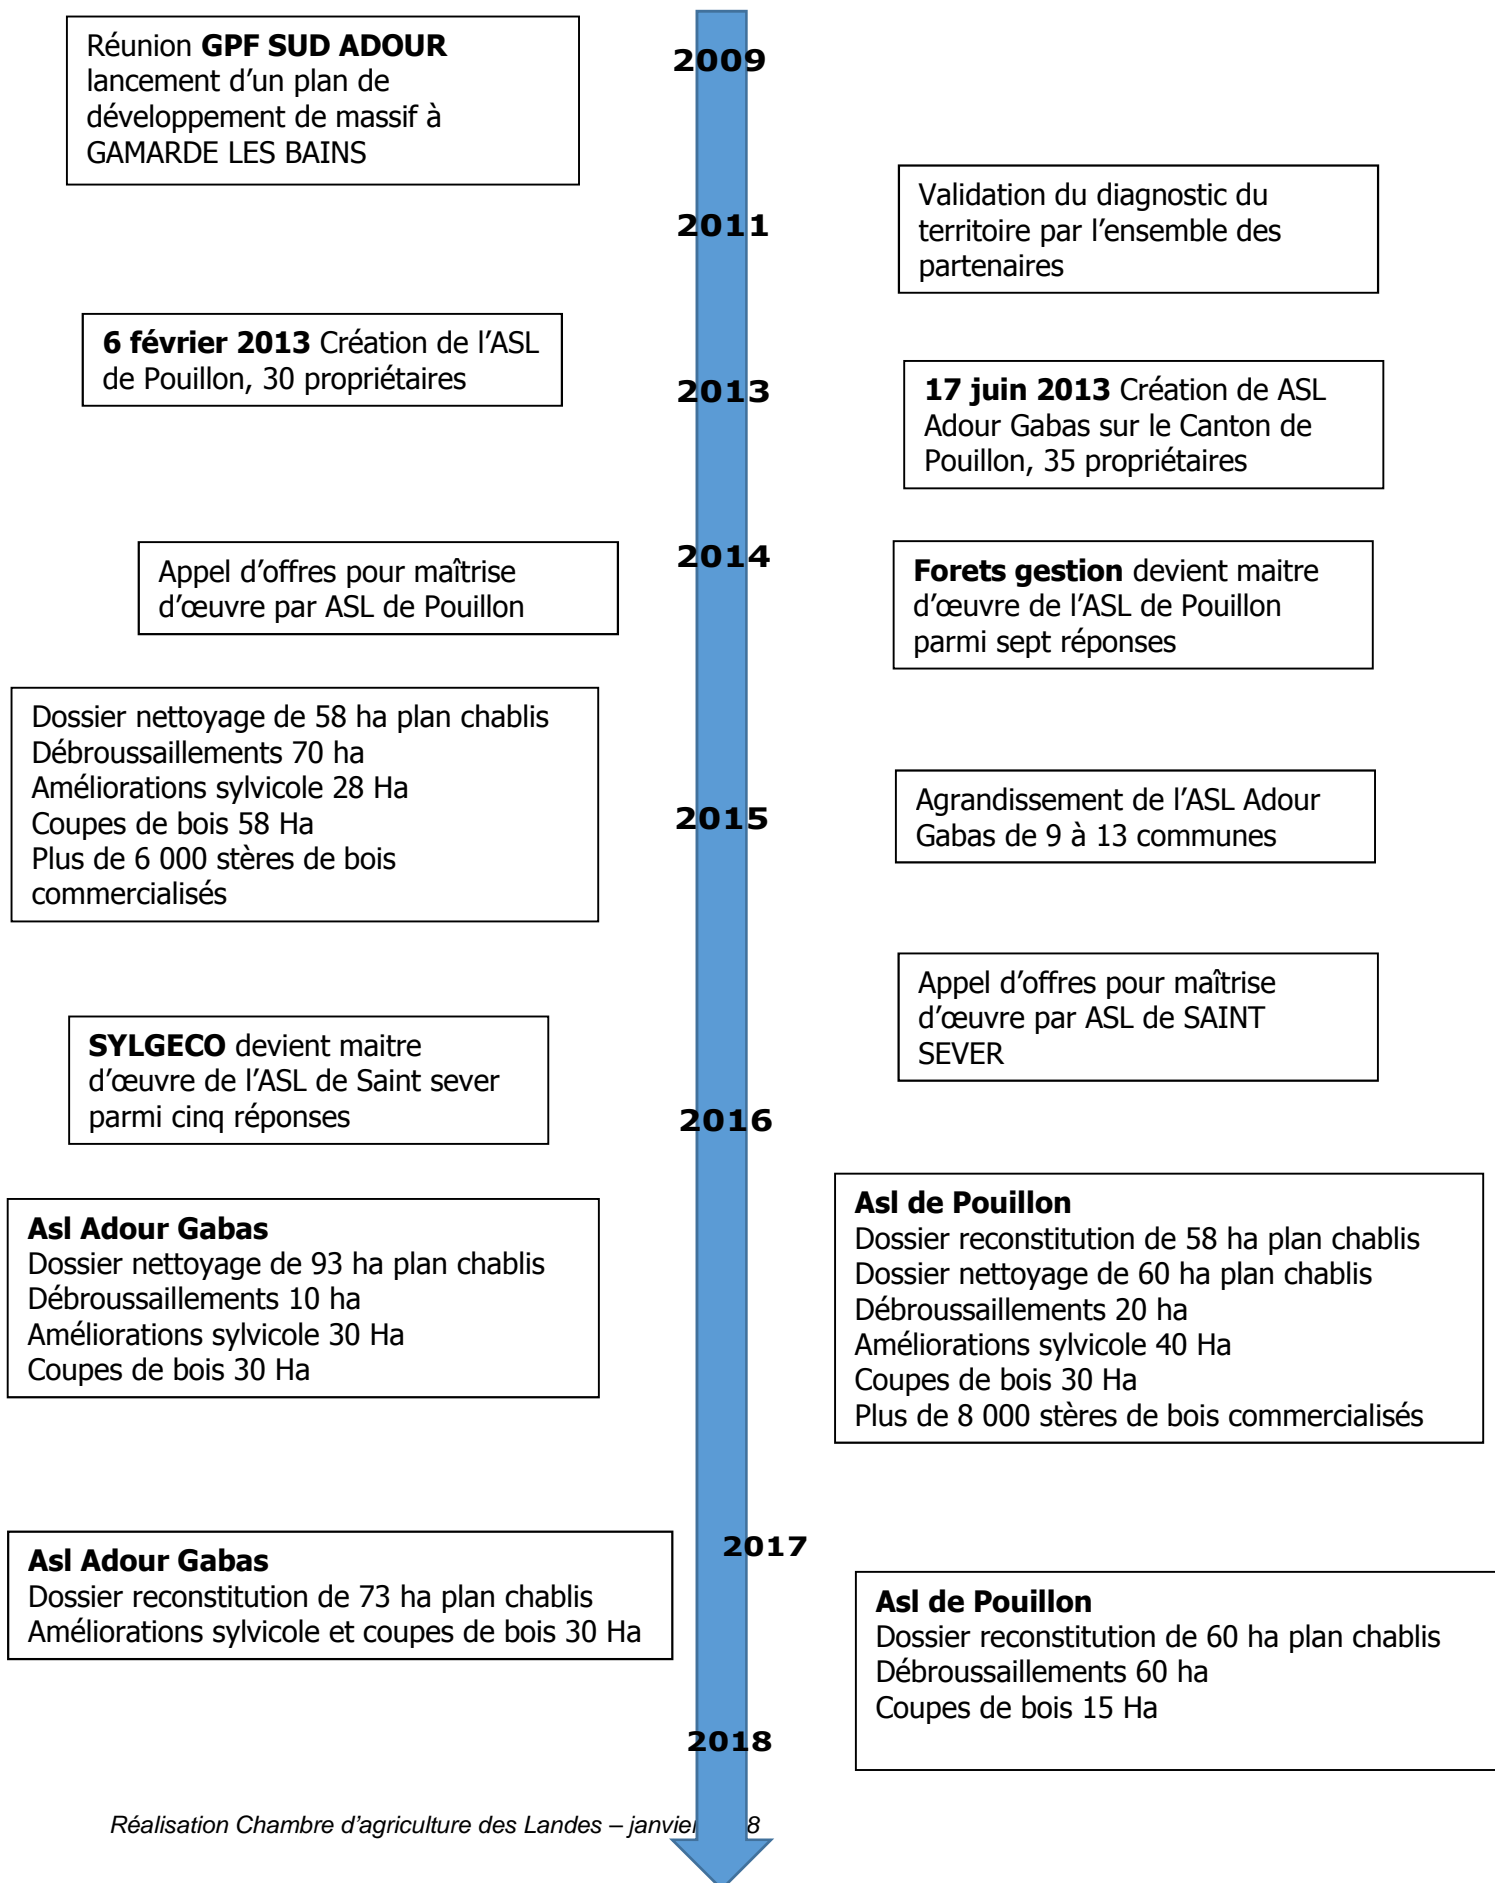 Réunion GPF SUD ADOUR
lancement d’un plan de
développement de massif à
GAMARDE LES BAINS
2009
Validation du diagnostic du
territoire par l’ensemble des
partenaires
2011
6 février 2013 Création de l’ASL
de Pouillon, 30 propriétaires
2013
17 juin 2013 Création de ASL
Adour Gabas sur le Canton de
Pouillon, 35 propriétaires
2014
Appel d’offres pour maîtrise
d’œuvre par ASL de Pouillon
Forets gestion devient maitre
d’œuvre de l’ASL de Pouillon
parmi sept réponses
Dossier nettoyage de 58 ha plan chablis
Débroussaillements 70 ha
Améliorations sylvicole 28 Ha
Coupes de bois 58 Ha
Plus de 6 000 stères de bois
commercialisés
2015
Agrandissement de l’ASL Adour
Gabas de 9 à 13 communes
Appel d’offres pour maîtrise
d’œuvre par ASL de SAINT
SEVER
SYLGECO devient maitre
d’œuvre de l’ASL de Saint sever
parmi cinq réponses
2016
Asl Adour Gabas
Dossier nettoyage de 93 ha plan chablis
Débroussaillements 10 ha
Améliorations sylvicole 30 Ha
Coupes de bois 30 Ha
Asl de Pouillon
Dossier reconstitution de 58 ha plan chablis
Dossier nettoyage de 60 ha plan chablis
Débroussaillements 20 ha
Améliorations sylvicole 40 Ha
Coupes de bois 30 Ha
Plus de 8 000 stères de bois commercialisés
2017
Asl Adour Gabas
Dossier reconstitution de 73 ha plan chablis
Améliorations sylvicole et coupes de bois 30 Ha
Asl de Pouillon
Dossier reconstitution de 60 ha plan chablis
Débroussaillements 60 ha
Coupes de bois 15 Ha
2018
Réalisation Chambre d’agriculture des Landes – janvier 8